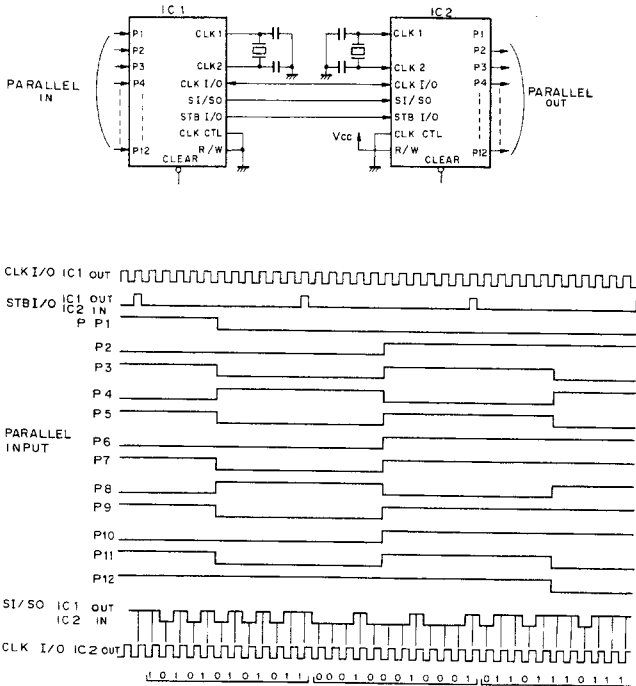 IC1
IC2
P1
P2
P3
P4
P12
CLK1
CLK2
CLK I/O
SI/SO
STB I/O
CLK CTL
R/W
CLEAR
PARALLEL
IN
CLK1
CLK 2
CLK I/O
SI/SO
STB I/O
CLK CTL
R/W
CLEAR
Vcc
P1
P2
P3
P4
P12
PARALLEL
OUT
CLK I/O IC1 OUT
STB I/O IC1 OUT
IC2 IN
P P1
P2
P3
P4
P5
PARALLEL
INPUT
P6
P7
P8
P9
P10
P11
P12
SI/SO IC1 OUT
IC2 IN
CLK I/O IC2 OUT
1 0 1 0 1 0 1 0 1 0 1 1 0 0 0 1 0 0 0 1 0 0 0 1 0 1 1 0 1 1 1 0 1 1 1